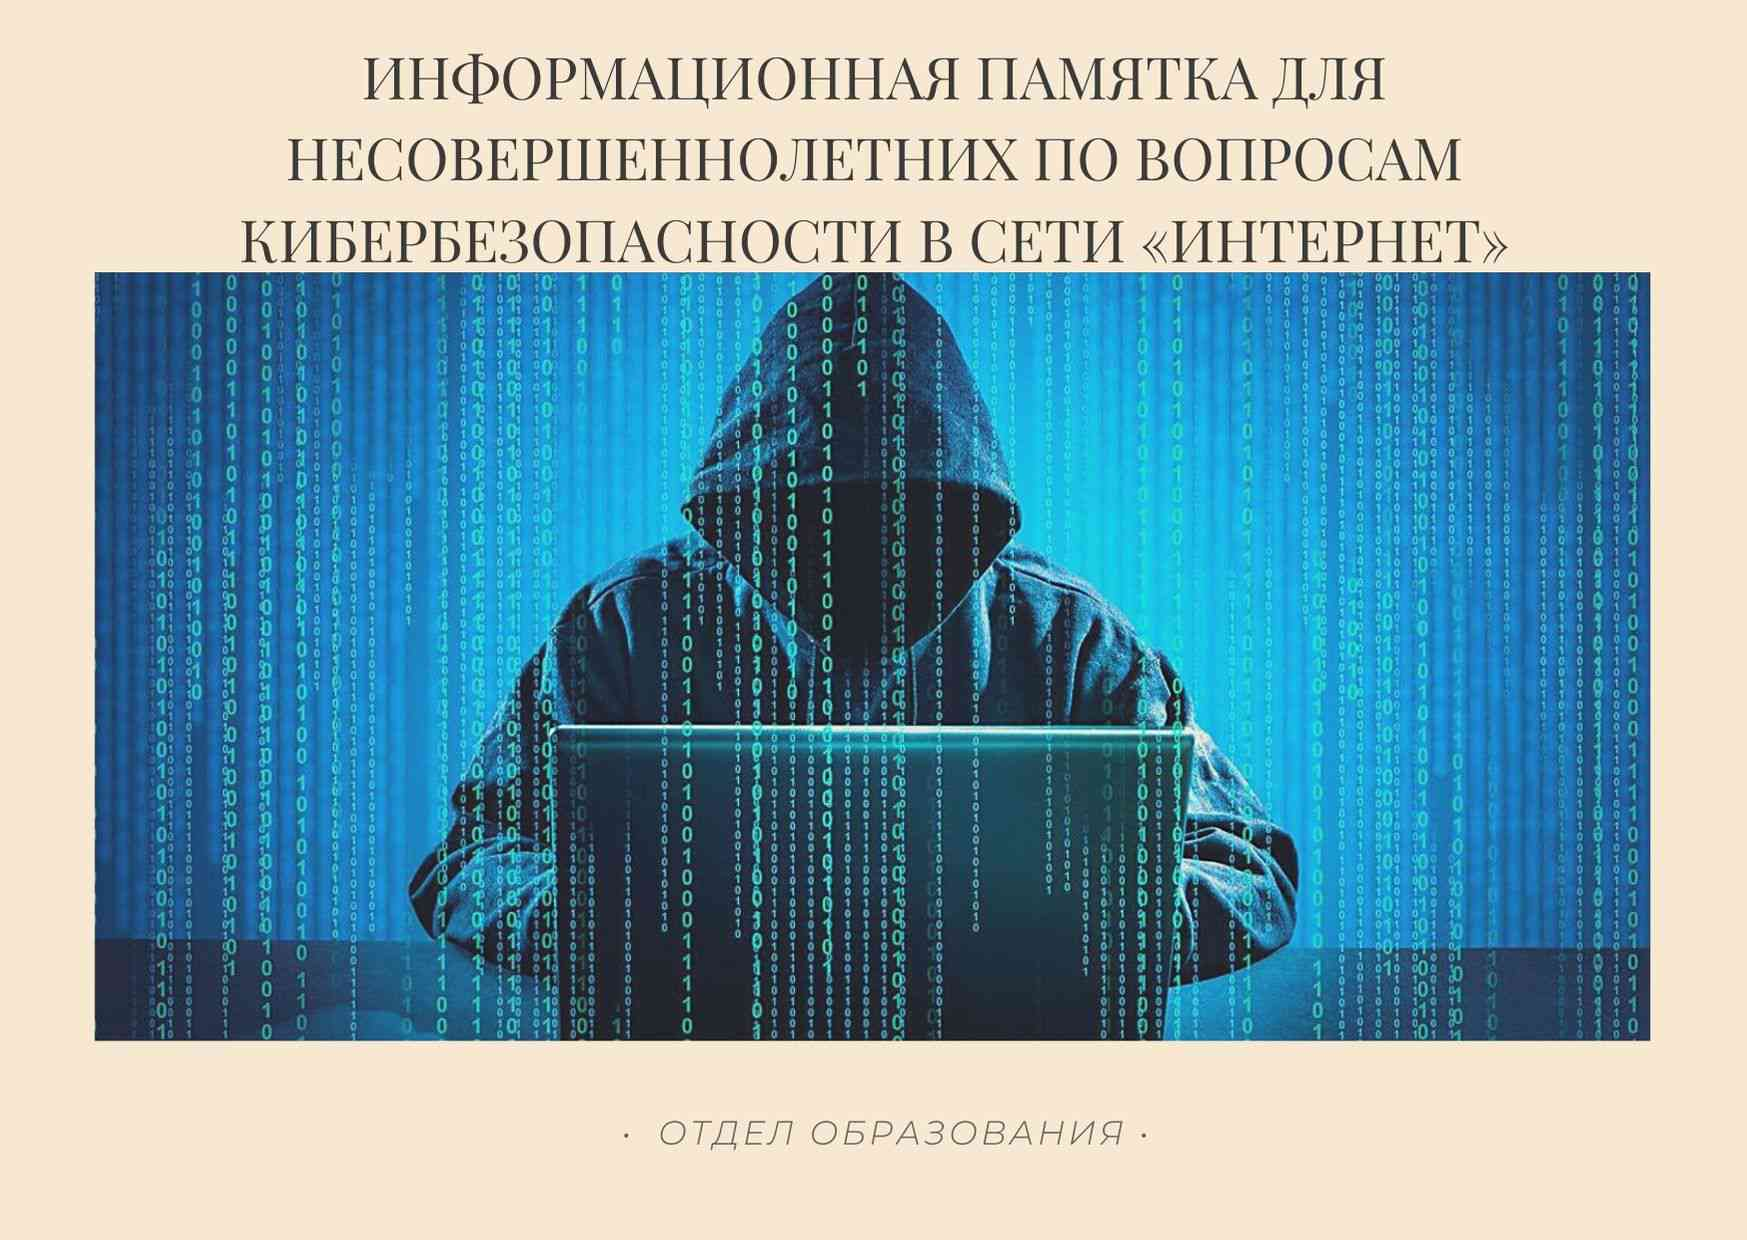 ИНФОРМАЦИОННАЯ ПАМЯТКА ДЛЯ
НЕСОВЕРШЕННОЛЕТНИХ ПО ВОПРОСАМ
КИБЕРБЕЗОПАСНОСТИ В СЕТИ «ИНТЕРНЕТ»
· ОТДЕЛ ОБРАЗОВАНИЯ ·